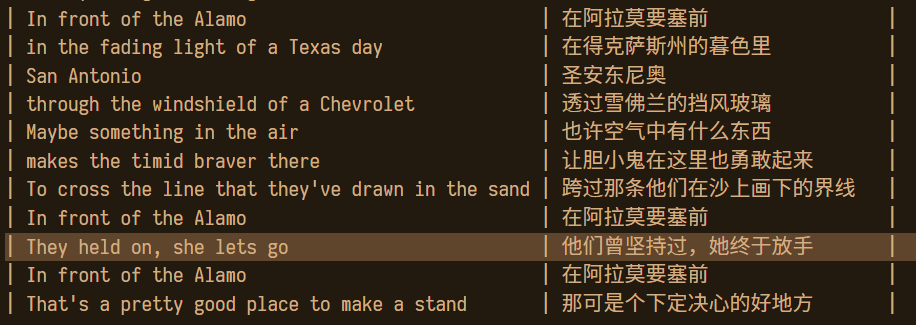 | In front of the Alamo | 在阿拉莫要塞前 |
| in the fading light of a Texas day | 在得克萨斯州的暮色里 |
| San Antonio | 圣安东尼奥 |
| through the windshield of a Chevrolet | 透过雪佛兰的挡风玻璃 |
| Maybe something in the air | 也许空气中有什么东西 |
| makes the timid braver there | 让胆小鬼在这里也勇敢起来 |
| To cross the line that they've drawn in the sand | 跨过那条他们在沙上画下的界线 |
| In front of the Alamo | 在阿拉莫要塞前 |
| They held on, she lets go | 他们曾坚持过，她终于放手 |
| In front of the Alamo | 在阿拉莫要塞前 |
| That's a pretty good place to make a stand | 那可是个下定决心的好地方 |